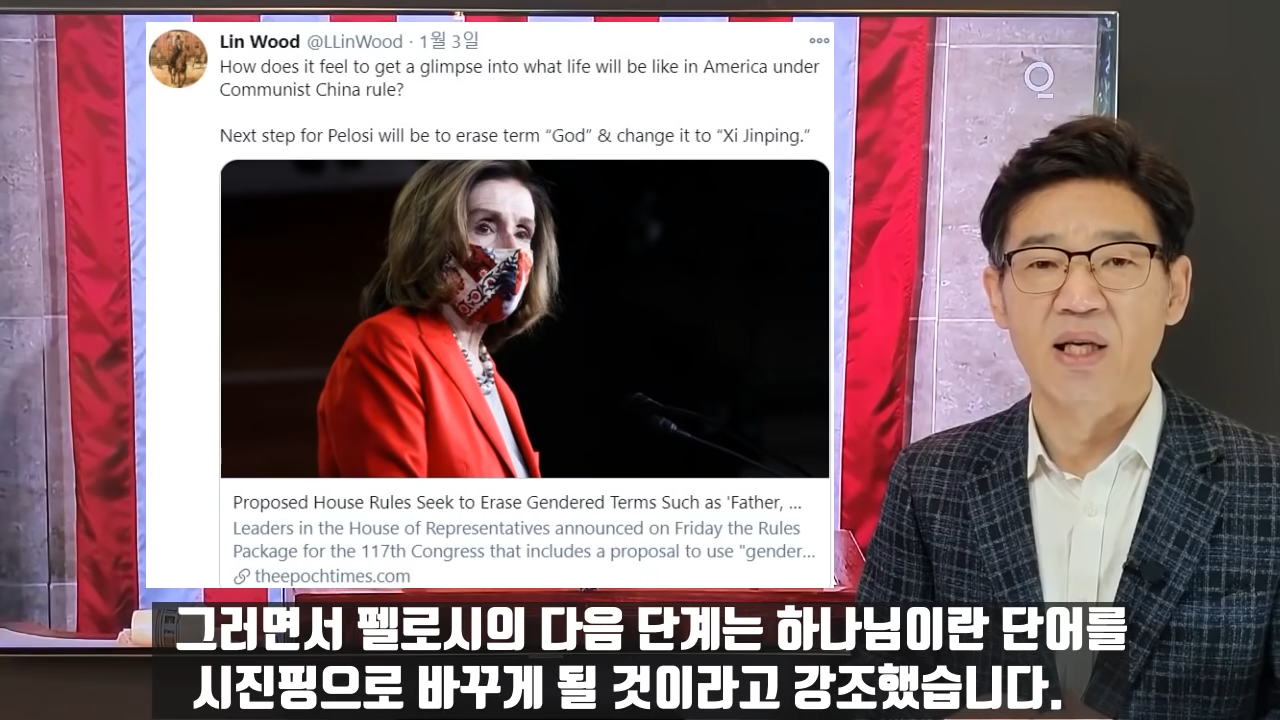 Lin Wood @LLinWood · 1월 3일
How does it feel to get a glimpse into what life will be like in America under
Communist China rule?
Next step for Pelosi will be to erase term “God” & change it to “Xi Jinping.”
Proposed House Rules Seek to Erase Gendered Terms Such as 'Father, ...
Leaders in the House of Representatives announced on Friday the Rules
Package for the 117th Congress that includes a proposal to use "gender...
theepochtimes.com
그러면서 펠로시의 다음 단계는 하나님이란 단어를
시진핑으로 바꾸게 될 것이라고 강조했습니다.